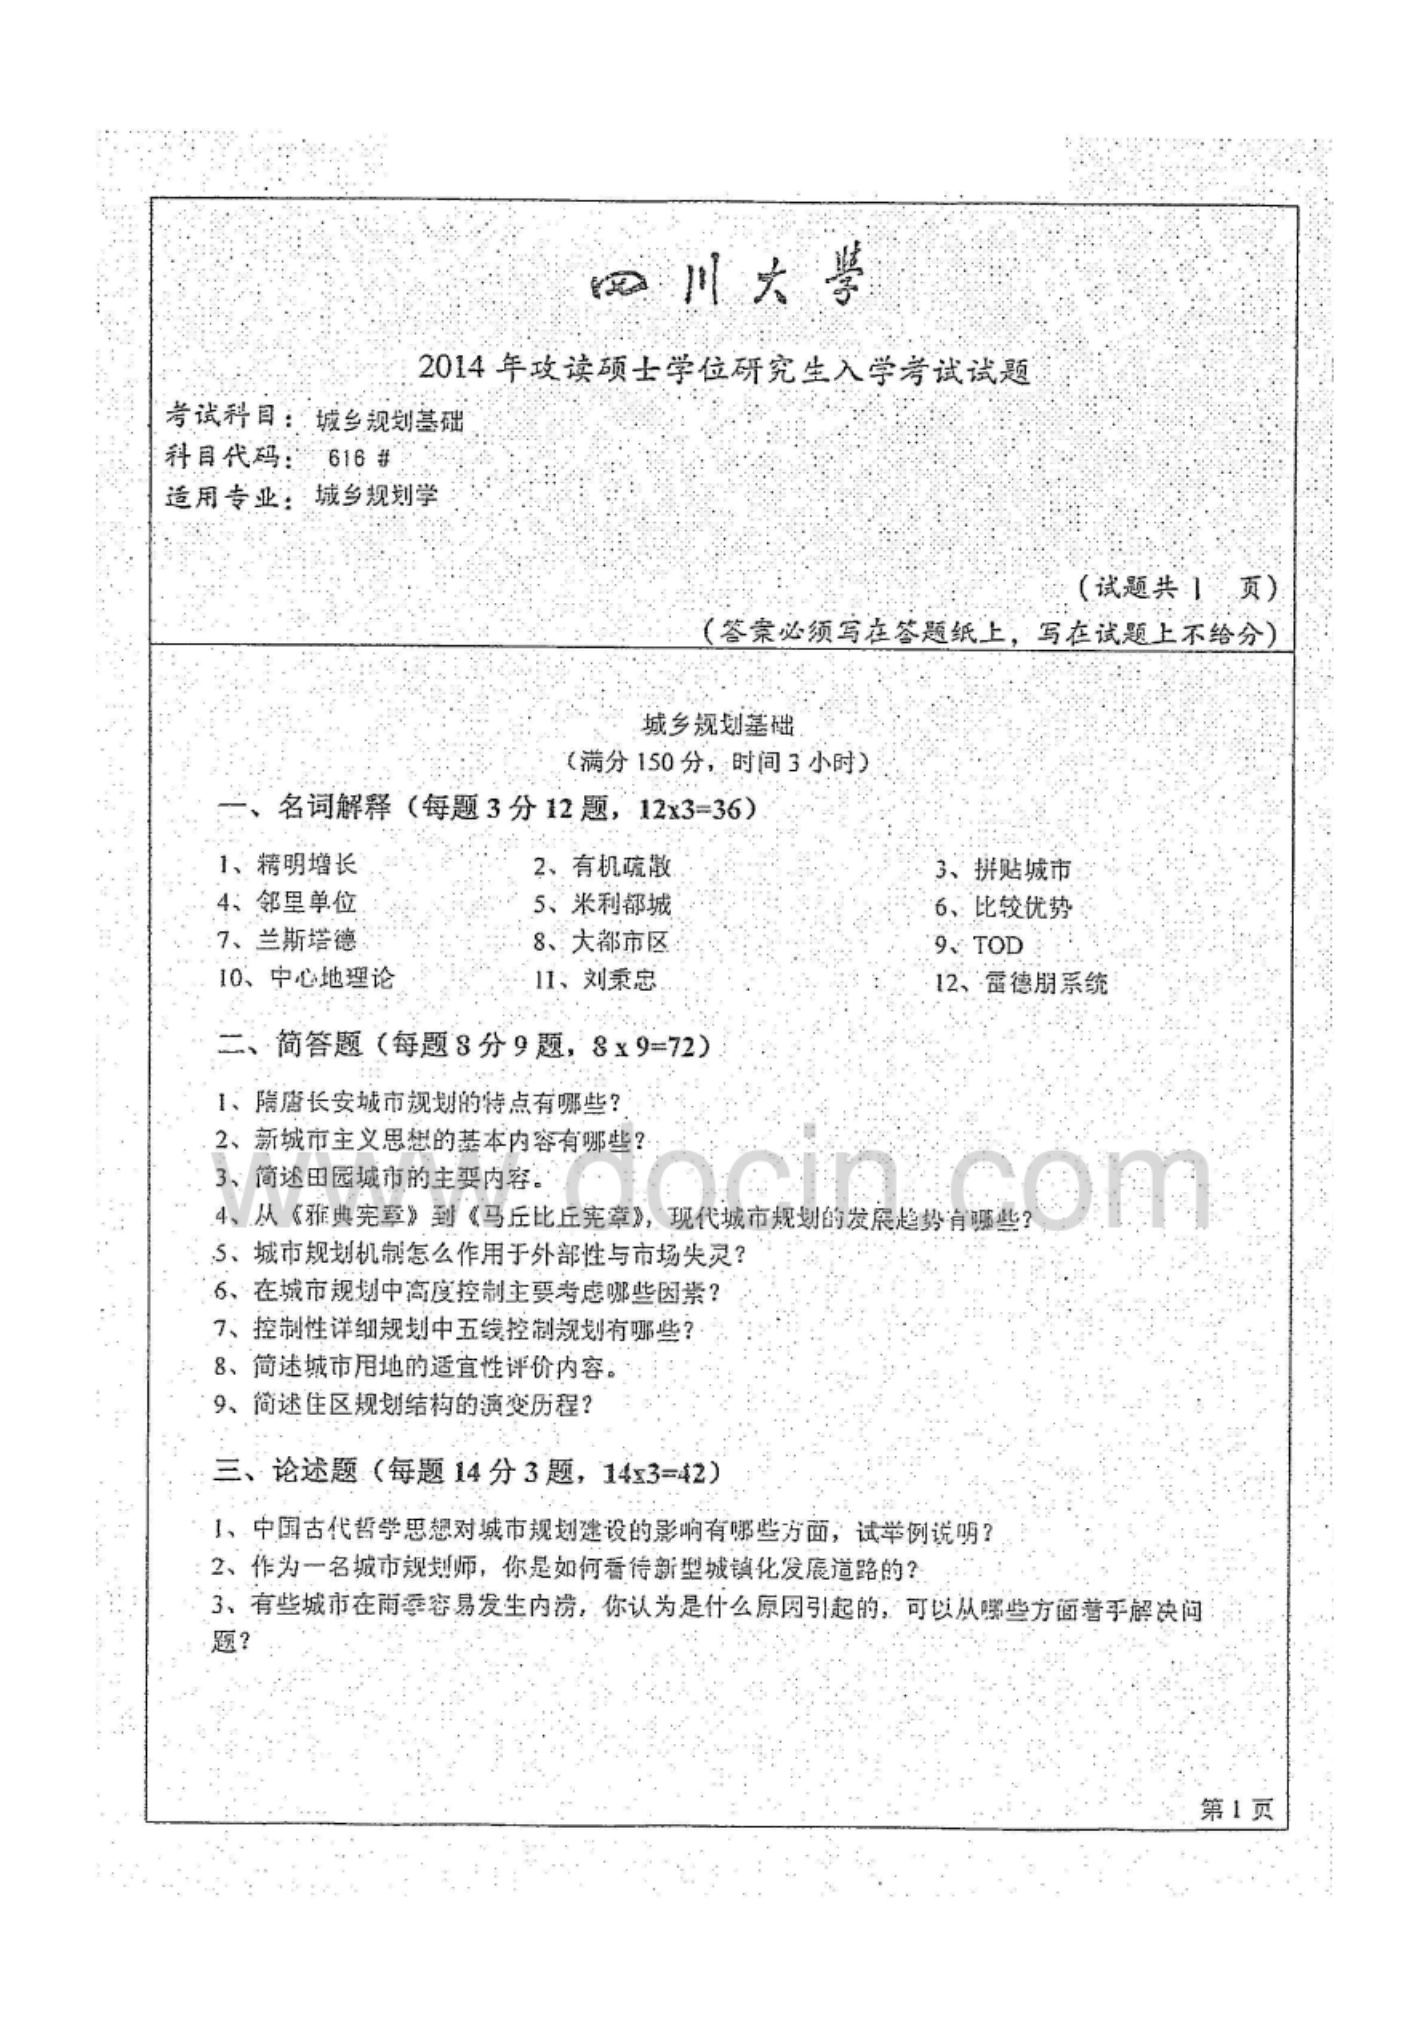 四川大学
2014 年攻读硕士学位研究生入学考试试题
考试科目：城乡规划基础
科目代码： 616 #
适用专业：城乡规划学
(试题共 1 页)
(答案必须写在答题纸上，写在试题上不给分)
城乡规划基础
（满分 150 分，时间 3 小时）
一、名词解释（每题 3 分 12 题，12x3=36）
1、精明增长 2、有机疏散 3、拼贴城市
4、邻里单位 5、米利都城 6、比较优势
7、兰斯塔德 8、大都市区 9、TOD
10、中心地理论 11、刘秉忠 12、雷德朋系统
二、简答题（每题 8 分 9 题，8 x 9=72）
1、隋唐长安城市规划的特点有哪些？
2、新城市主义思想的基本内容有哪些？
3、简述田园城市的主要内容。
4、从《雅典宪章》到《马丘比丘宪章》，现代城市规划的发展趋势有哪些？
5、城市规划机制怎么作用于外部性与市场失灵？
6、在城市规划中高度控制主要考虑哪些因素？
7、控制性详细规划中五线控制规划有哪些？
8、简述城市用地的适宜性评价内容。
9、简述住区规划结构的演变历程？
三、论述题（每题 14 分 3 题，14x3=42）
1、中国古代哲学思想对城市规划建设的影响有哪些方面，试举例说明？
2、作为一名城市规划师，你是如何看待新型城镇化发展道路的？
3、有些城市在雨季容易发生内涝，你认为是什么原因引起的，可以从哪些方面着手解决问
题？
第 1 页
www.docin.com